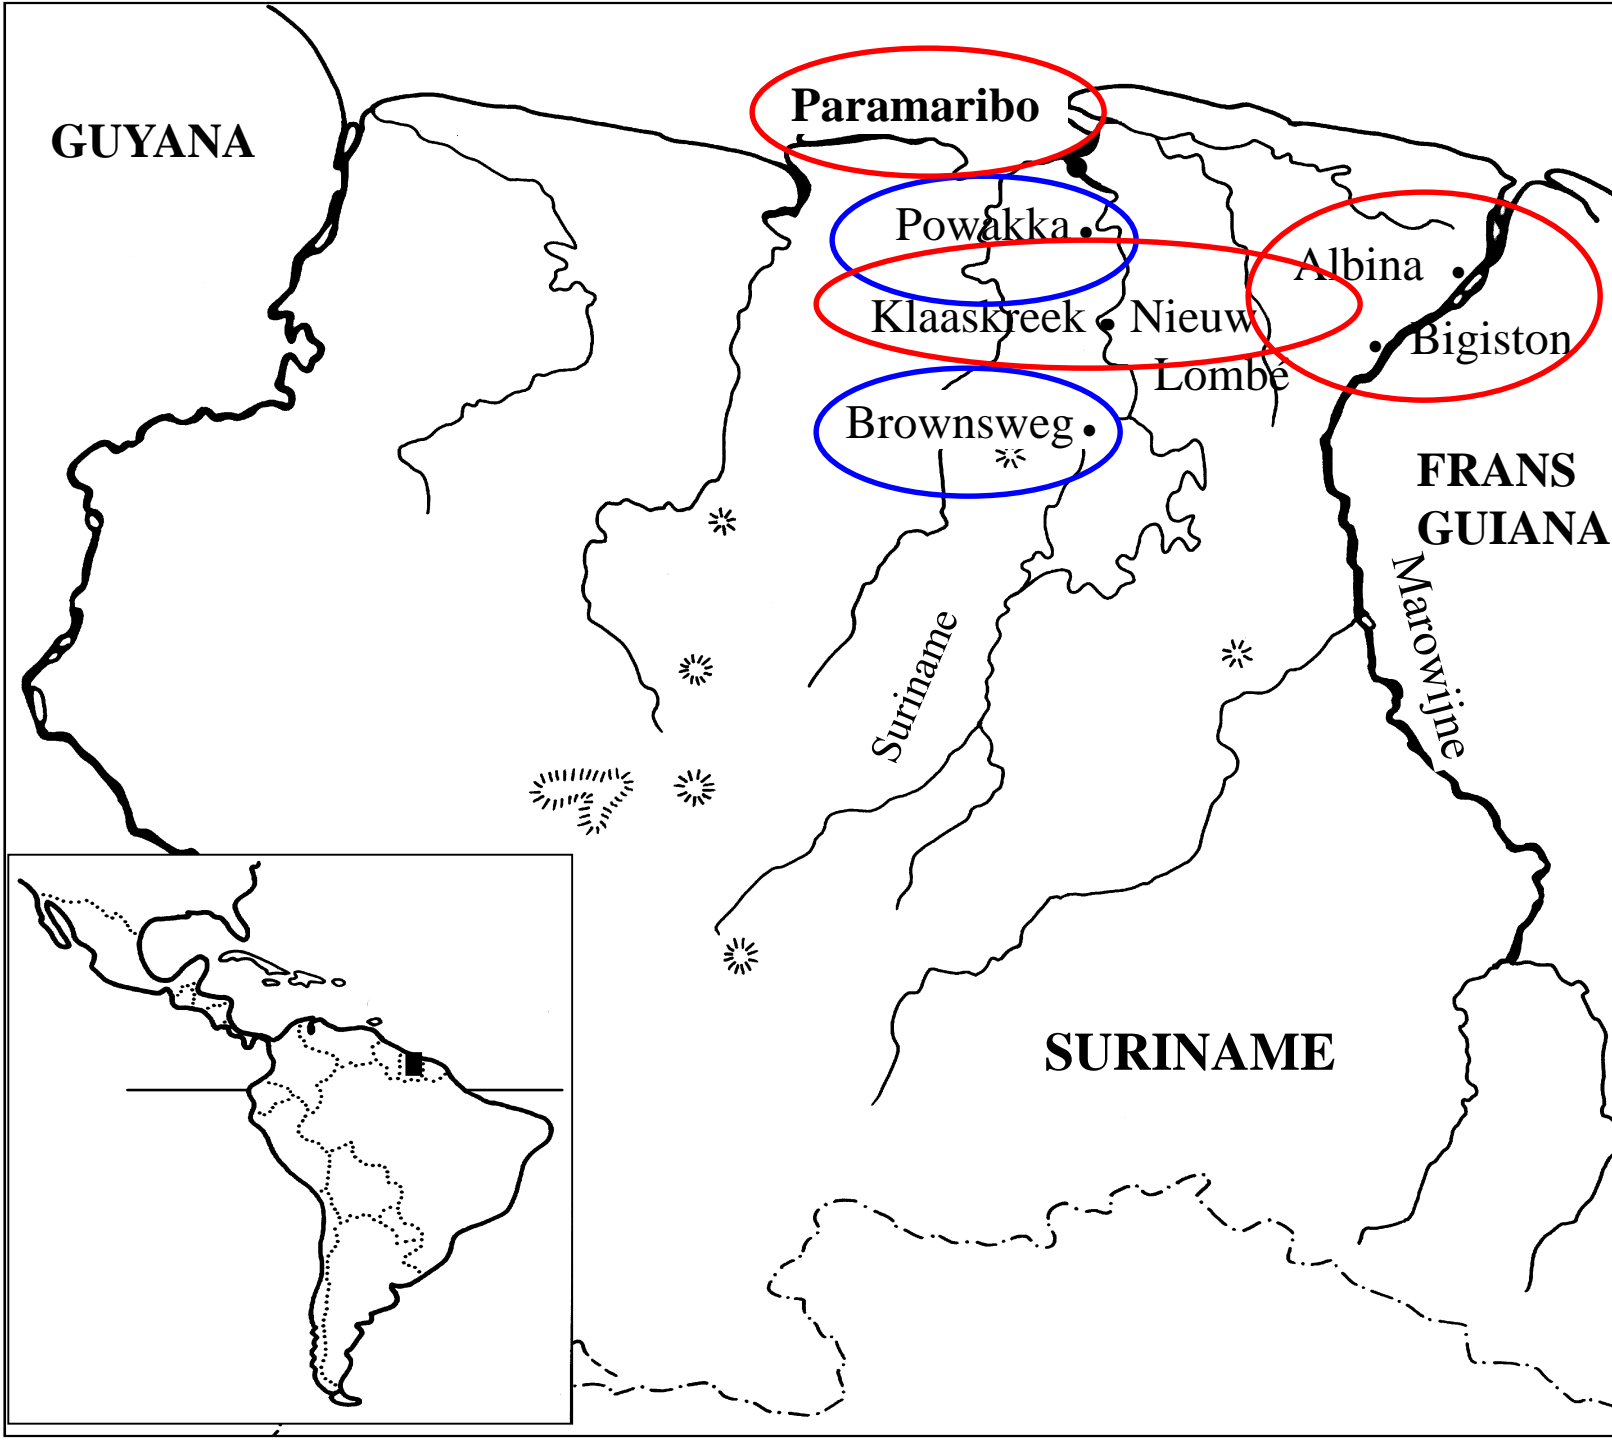 Paramaribo
GUYANA
Powakka
Albina
Klaaskreek
Nieuw
Lombé
Bigiston
Brownsweg
FRANS
GUIANA
Marowijne
Suriname
SURINAME